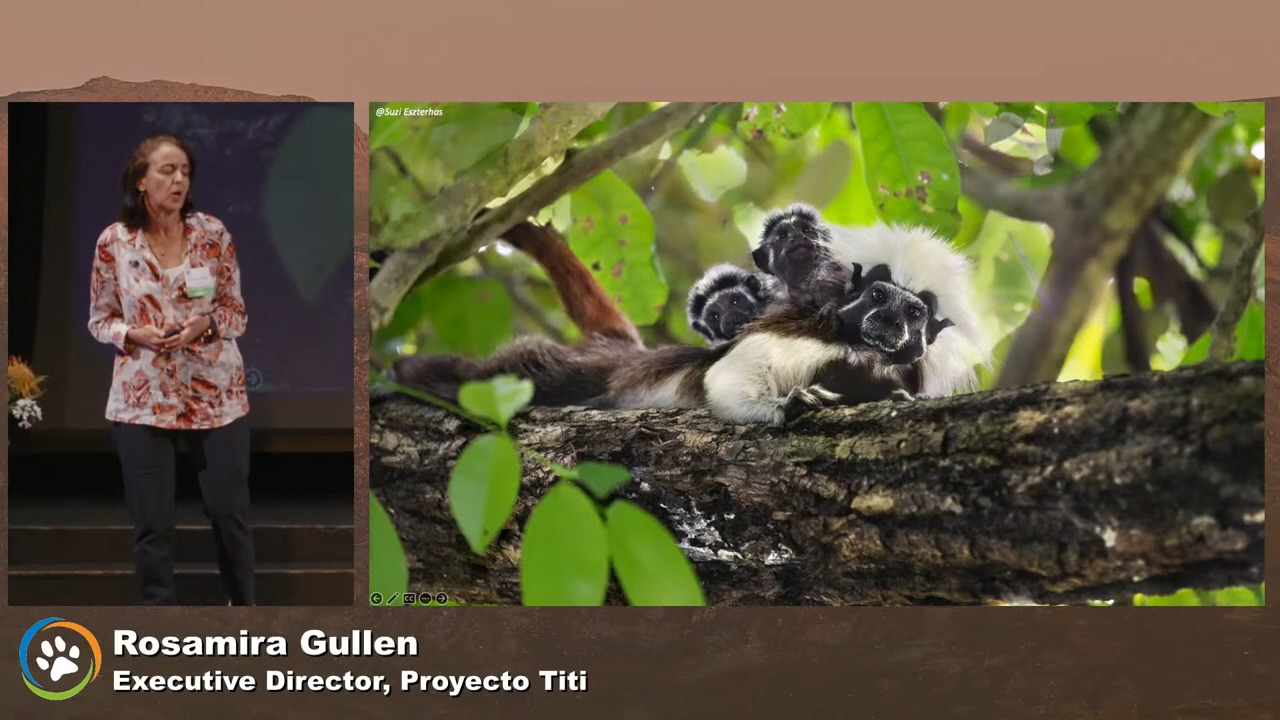 @Suzi Eszterhas
Rosamira Gullen
Executive Director, Proyecto Titi